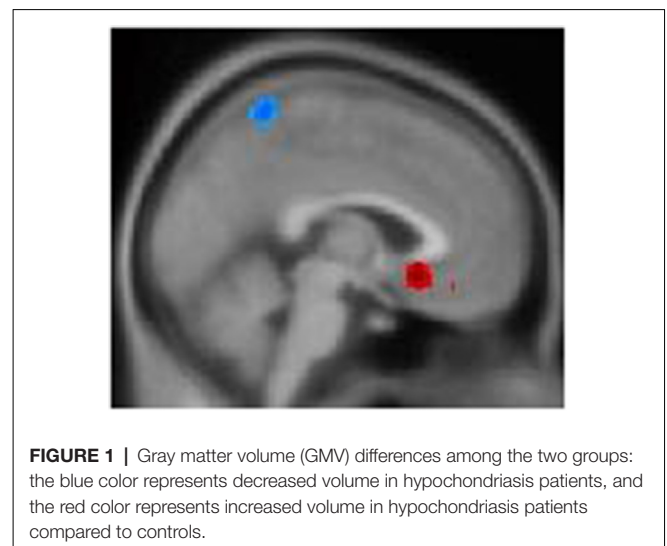 FIGURE 1 | Gray matter volume (GMV) differences among the two groups:
the blue color represents decreased volume in hypochondriasis patients, and
the red color represents increased volume in hypochondriasis patients
compared to controls.